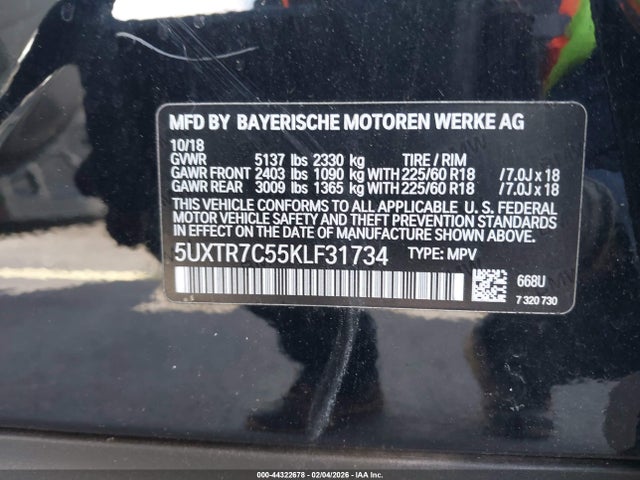 MFD BY BAYERISCHE MOTOREN WERKE AG
10/18
GVWR 5137 lbs 2330 kg TIRE / RIM
GAWR FRONT 2403 lbs 1090 kg WITH 225/60 R18 /7.0J x 18
GAWR REAR 3009 lbs 1365 kg WITH 225/60 R18 /7.0J x 18
THIS VEHICLE CONFORMS TO ALL APPLICABLE U. S. FEDERAL
MOTOR VEHICLE SAFETY AND THEFT PREVENTION STANDARDS
IN EFFECT ON THE DATE OF MANUFACTURE SHOWN ABOVE.
5UXTR7C55KLF31734 TYPE: MPV
668U
7 320 730
000-44322678 - 02/04/2026 - IAA Inc.